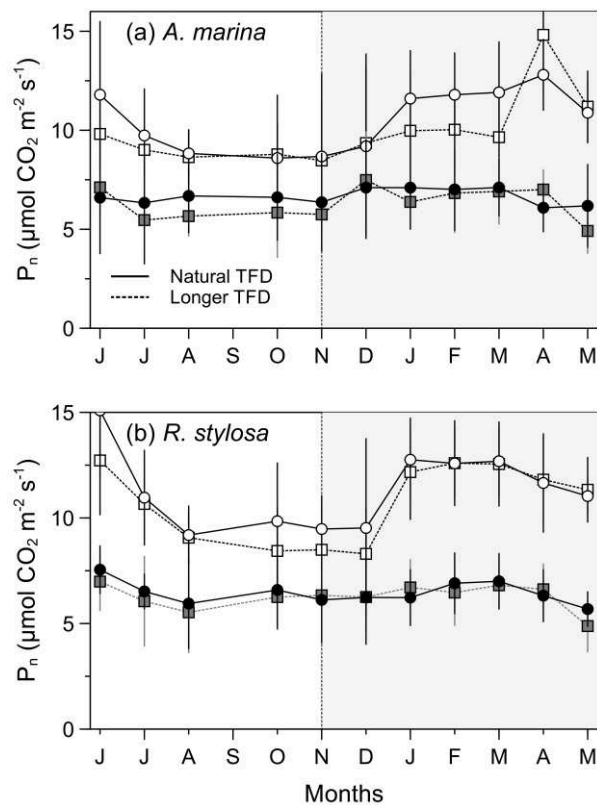 (a) A. marina
15
10
5
0
Pₙ (µmol CO₂ m⁻² s⁻¹)
Natural TFD
Longer TFD
J J A S O N D J F M A M
(b) R. stylosa
15
10
5
0
Pₙ (µmol CO₂ m⁻² s⁻¹)
J J A S O N D J F M A M
Months